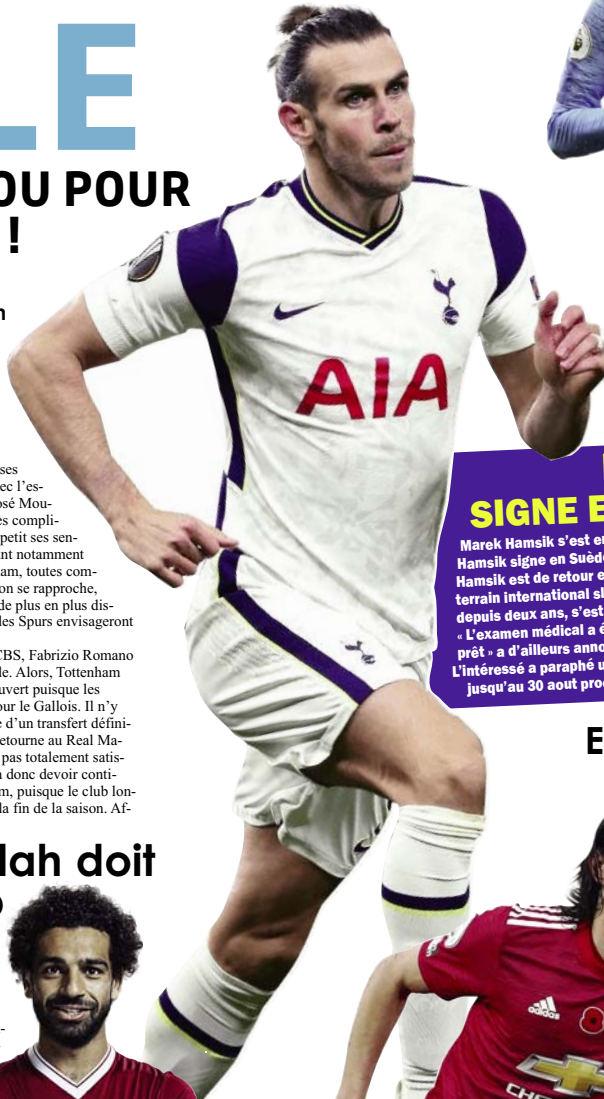 LE
OU POUR
!
n
AIA
ses
ec l'es-
osé Mou-
ès compli-
petit ses sen-
nt notamment
am, toutes com-
on se rapproche,
de plus en plus dis-
les Spurs envisageront
CBS, Fabrizio Romano
le. Alors, Tottenham
uvert puisque les
our le Gallois. Il n'y
e d'un transfert défini-
etourne au Real Ma-
pas totalement satis-
a donc devoir conti-
m, puisque le club lon-
la fin de la saison. Af-
SIGNE E
Marek Hamsik s'est en
Hamsik signe en Suède
Hamsik est de retour e
terrain international sl
depuis deux ans, s'est
« L'examen médical a é
prêt » a d'ailleurs anno
L'intéressé a paraphé u
jusqu'au 30 aout proc
E
lah doit
adidas
CHE